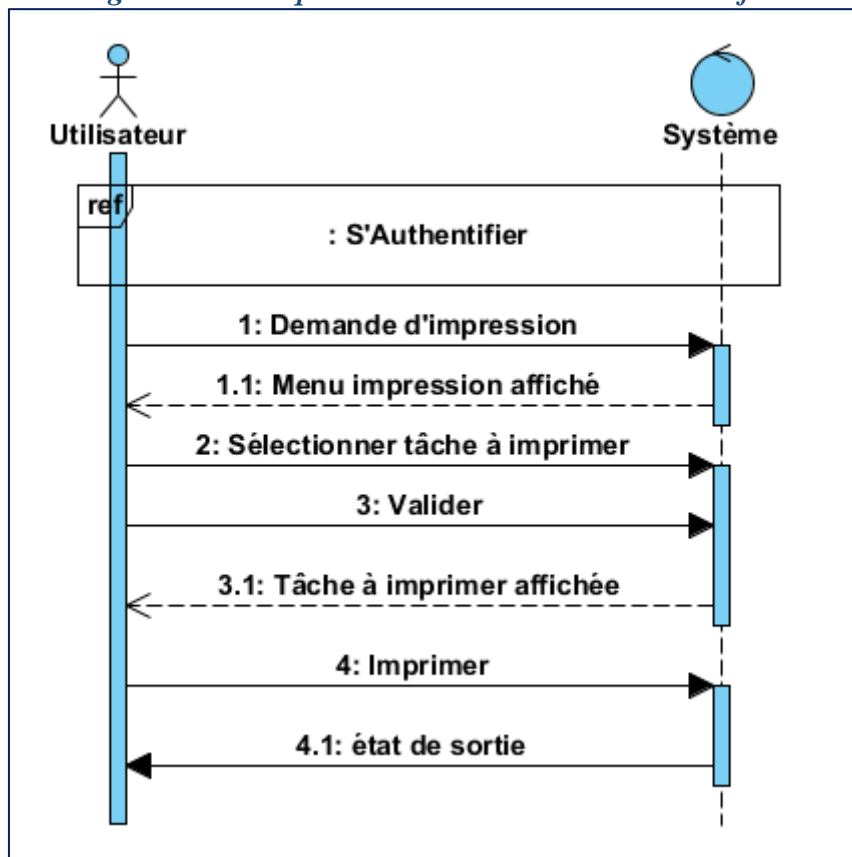 Utilisateur
Système
ref
: S'Authentifier
1: Demande d'impression
1.1: Menu impression affiché
2: Sélectionner tâche à imprimer
3: Valider
3.1: Tâche à imprimer affichée
4: Imprimer
4.1: état de sortie